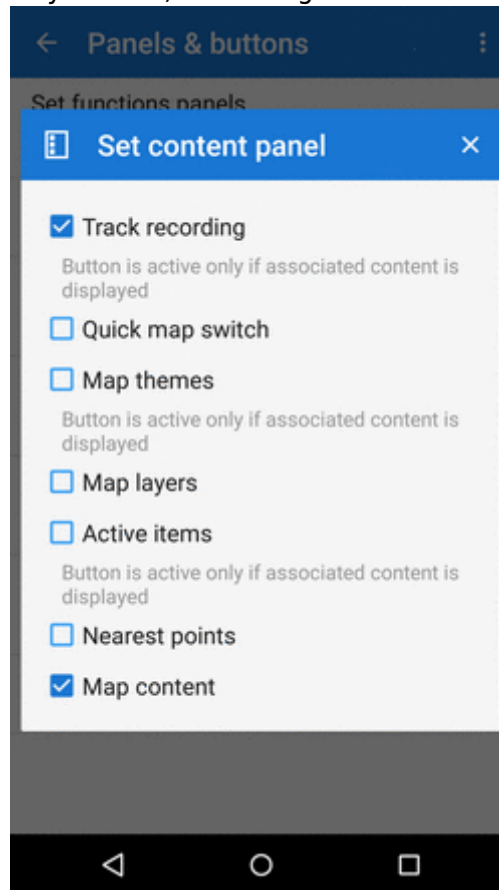 Panels & buttons
Set functions panels
Set content panel
Track recording
Button is active only if associated content is
displayed
Quick map switch
Map themes
Button is active only if associated content is
displayed
Map layers
Active items
Button is active only if associated content is
displayed
Nearest points
Map content